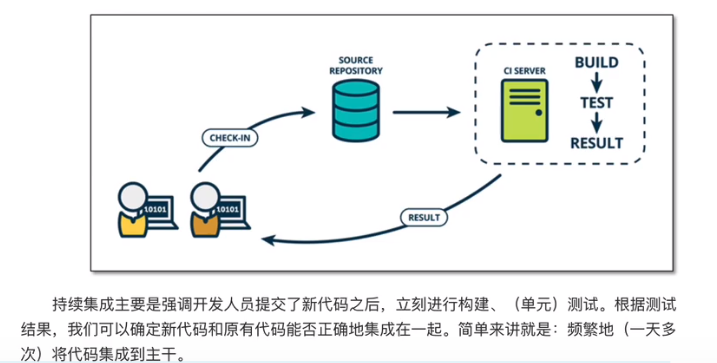 SOURCE
REPOSITORY
CI SERVER
BUILD
TEST
RESULT
CHECK-IN
10101
10101
RESULT
持续集成主要是强调开发人员提交了新代码之后，立刻进行构建、（单元）测试。根据测试
结果，我们可以确定新代码和原有代码能否正确地集成在一起。简单来讲就是：频繁地（一天多
次）将代码集成到主干。